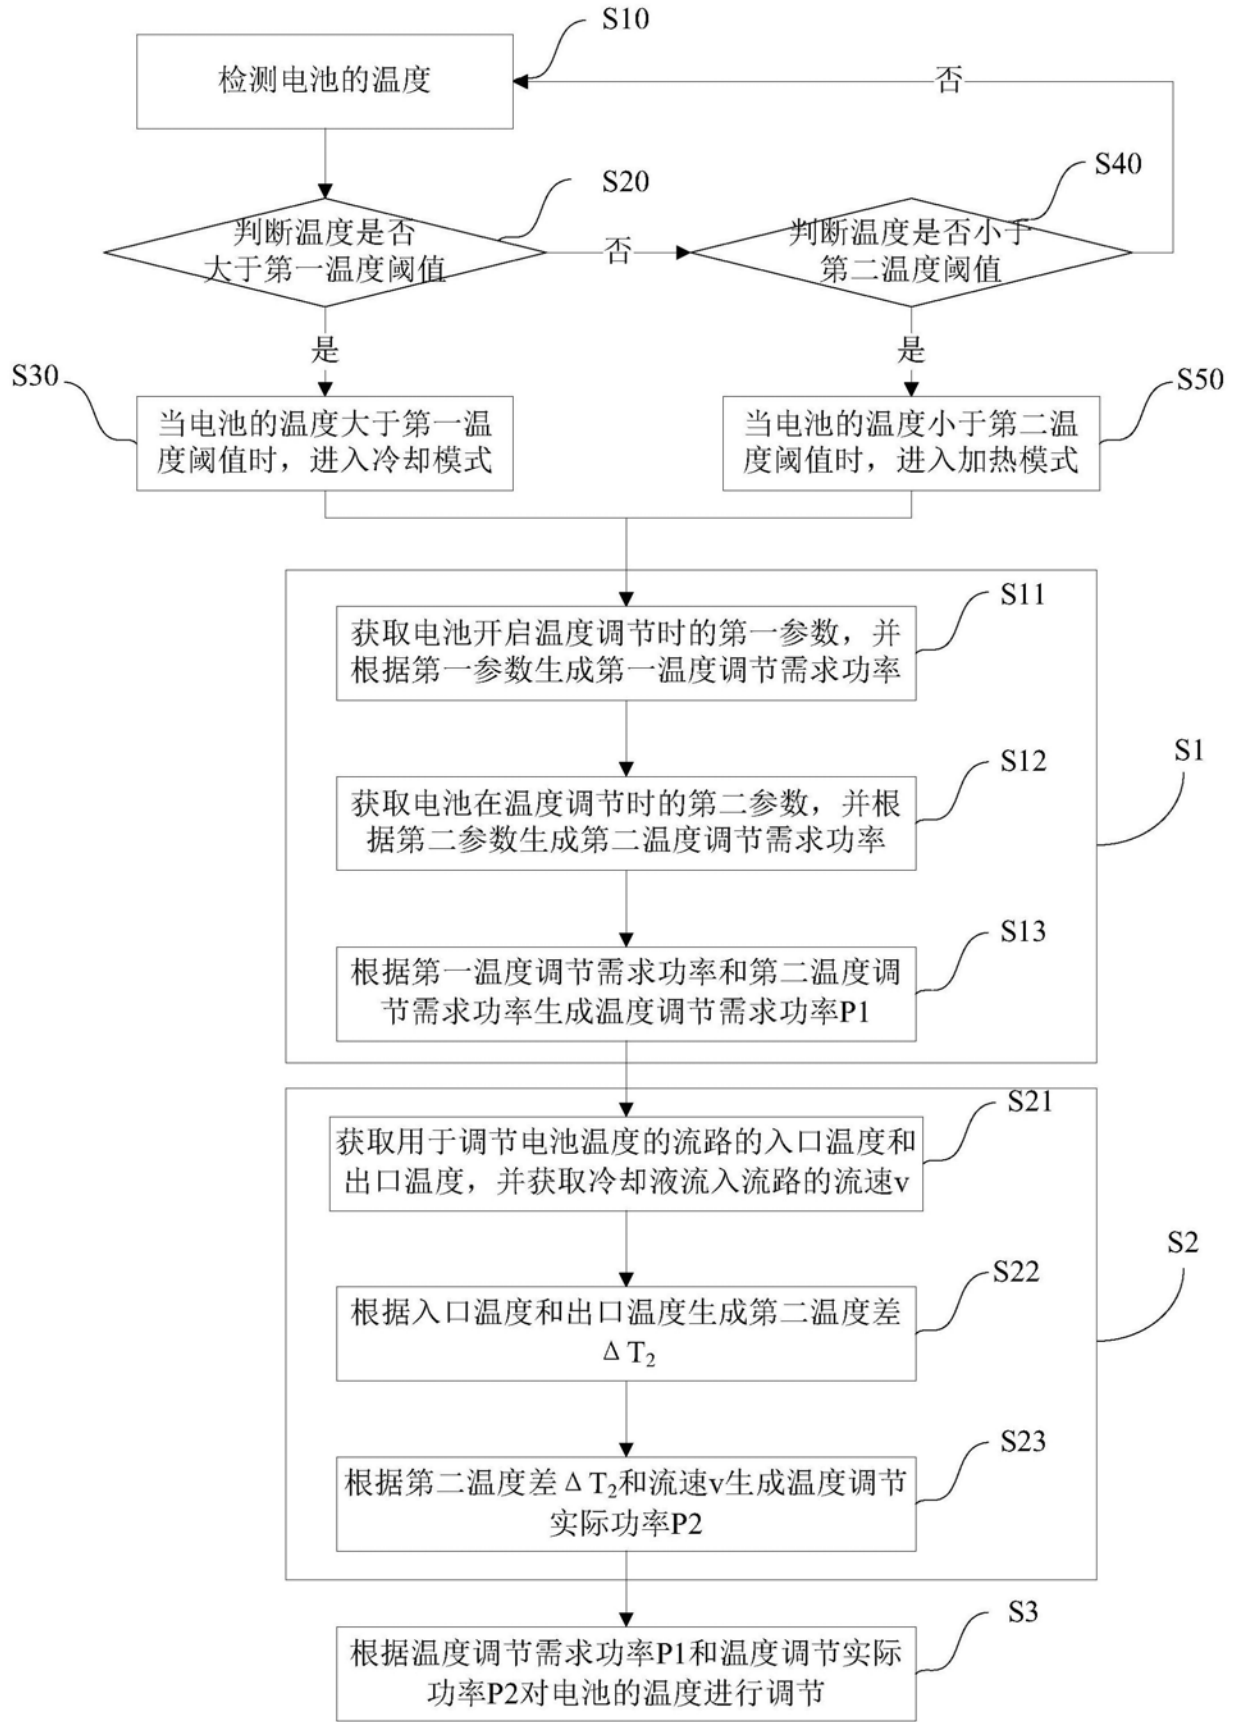 S10
检测电池的温度
否
S20
判断温度是否
大于第一温度阈值
否
S40
判断温度是否小于
第二温度阈值
是
是
S30
当电池的温度大于第一温
度阈值时，进入冷却模式
S50
当电池的温度小于第二温
度阈值时，进入加热模式
S11
获取电池开启温度调节时的第一参数，并
根据第一参数生成第一温度调节需求功率
S1
S12
获取电池在温度调节时的第二参数，并根
据第二参数生成第二温度调节需求功率
S13
根据第一温度调节需求功率和第二温度调
节需求功率生成温度调节需求功率P1
S21
获取用于调节电池温度的流路的入口温度和
出口温度，并获取冷却液流入流路的流速v
S2
S22
根据入口温度和出口温度生成第二温度差
ΔT₂
S23
根据第二温度差ΔT₂和流速v生成温度调节
实际功率P2
S3
根据温度调节需求功率P1和温度调节实际
功率P2对电池的温度进行调节